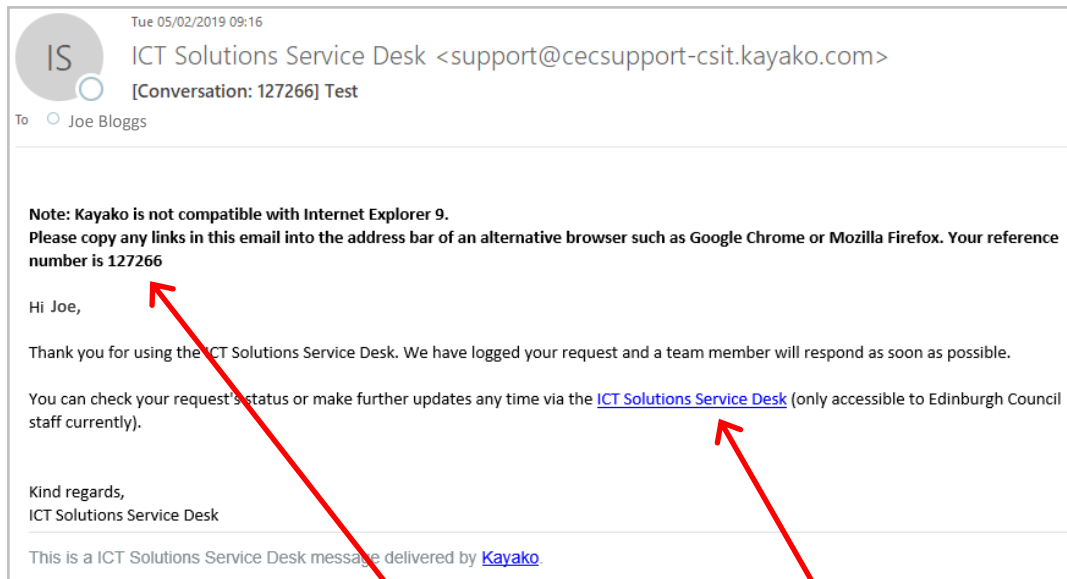 Tue 05/02/2019 09:16
IS
ICT Solutions Service Desk <support@cecsupport-csit.kayako.com>
[Conversation: 127266] Test
To Joe Bloggs
Note: Kayako is not compatible with Internet Explorer 9.
Please copy any links in this email into the address bar of an alternative browser such as Google Chrome or Mozilla Firefox. Your reference
number is 127266
Hi Joe,
Thank you for using the ICT Solutions Service Desk. We have logged your request and a team member will respond as soon as possible.
You can check your request's status or make further updates any time via the ICT Solutions Service Desk (only accessible to Edinburgh Council
staff currently).
Kind regards,
ICT Solutions Service Desk
This is a ICT Solutions Service Desk message delivered by Kayako.